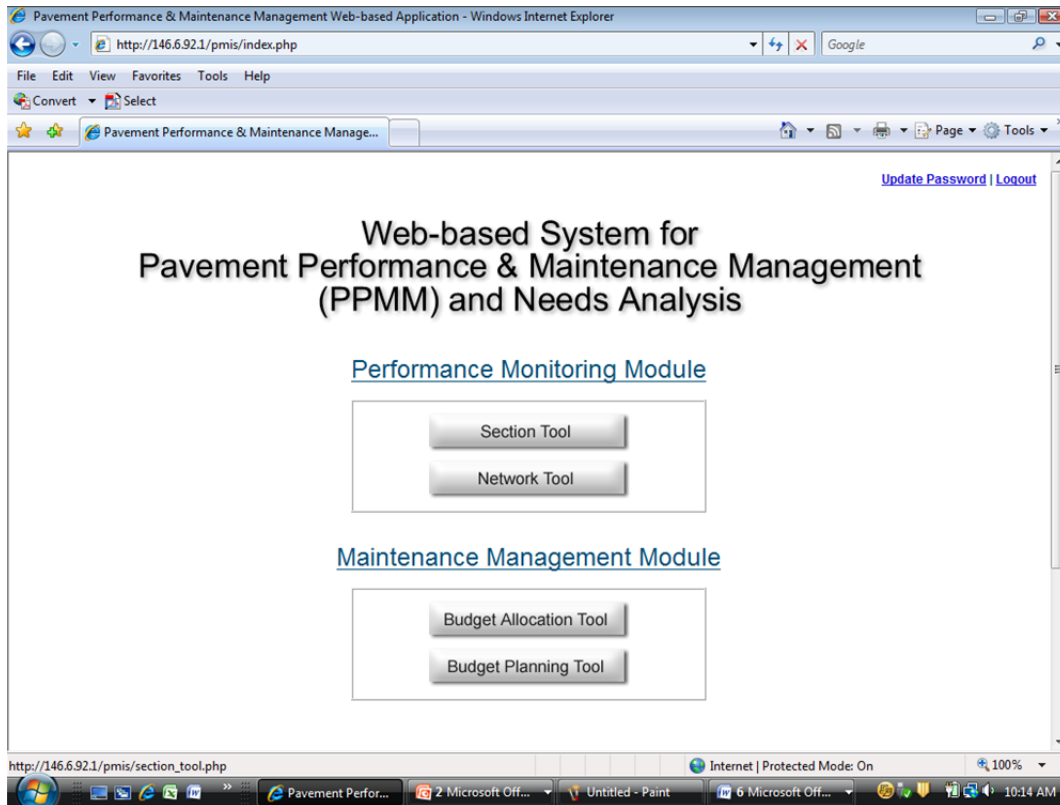 Pavement Performance & Maintenance Management Web-based Application - Windows Internet Explorer
http://146.6.92.1/pmis/index.php
Google
File Edit View Favorites Tools Help
Convert Select
Pavement Performance & Maintenance Manage...
Page Tools
Update Password | Logout
Web-based System for
Pavement Performance & Maintenance Management
(PPMM) and Needs Analysis
Performance Monitoring Module
Section Tool
Network Tool
Maintenance Management Module
Budget Allocation Tool
Budget Planning Tool
http://146.6.92.1/pmis/section_tool.php
Internet | Protected Mode: On
100%
Pavement Perfor...
2 Microsoft Off...
Untitled - Paint
6 Microsoft Off...
10:14 AM